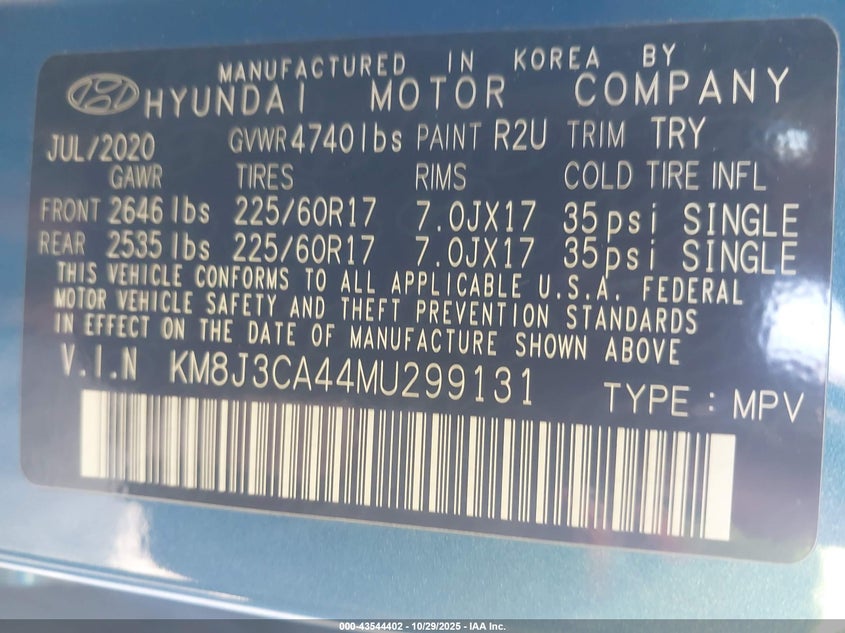 MANUFACTURED IN KOREA BY
HYUNDAI MOTOR COMPANY
JUL/2020 GVWR 4740lbs PAINT R2U TRIM TRY
GAWR TIRES RIMS COLD TIRE INFL
FRONT 2646lbs 225/60R17 7.0JX17 35psi SINGLE
REAR 2535lbs 225/60R17 7.0JX17 35psi SINGLE
THIS VEHICLE CONFORMS TO ALL APPLICABLE U.S.A. FEDERAL
MOTOR VEHICLE SAFETY AND THEFT PREVENTION STANDARDS
IN EFFECT ON THE DATE OF MANUFACTURE SHOWN ABOVE
V.I.N KM8J3CA44MU299131 TYPE : MPV
000-43544402 - 10/29/2025 - IAA Inc.